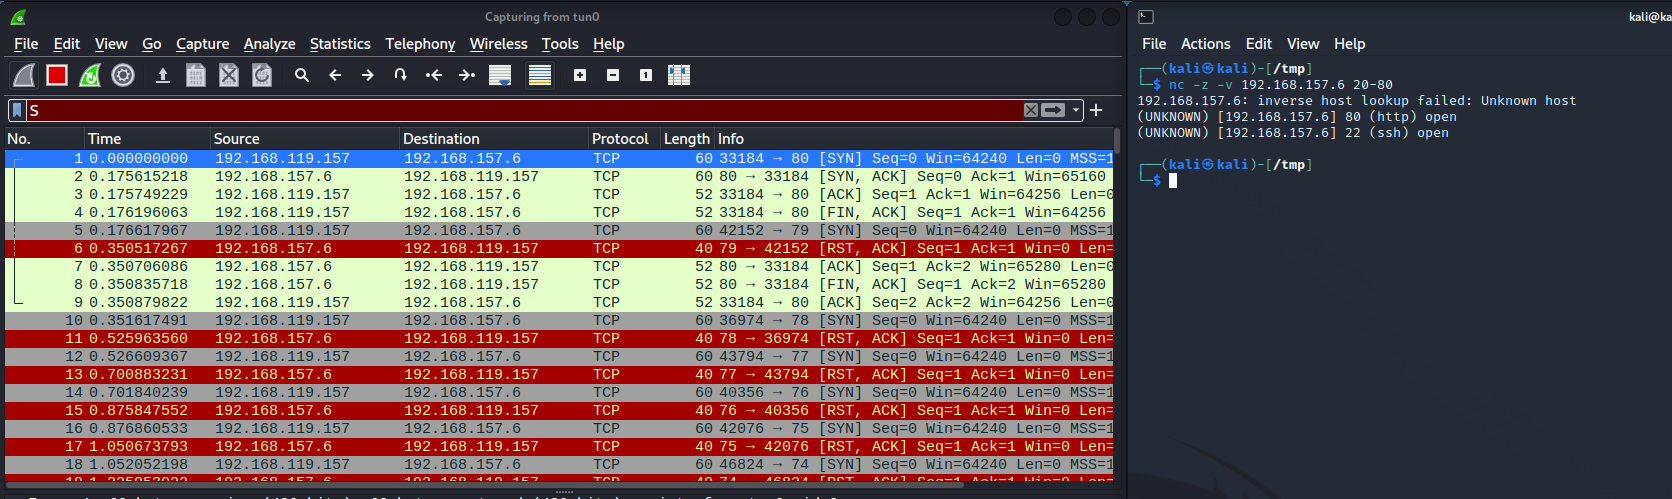 Capturing from tun0
File Edit View Go Capture Analyze Statistics Telephony Wireless Tools Help
S
No. Time Source Destination Protocol Length Info
1 0.000000000 192.168.119.157 192.168.157.6 TCP 60 33184 → 80 [SYN] Seq=0 Win=64240 Len=0 MSS=1
2 0.175615218 192.168.157.6 192.168.119.157 TCP 60 80 → 33184 [SYN, ACK] Seq=0 Ack=1 Win=65160
3 0.175749229 192.168.119.157 192.168.157.6 TCP 52 33184 → 80 [ACK] Seq=1 Ack=1 Win=64256 Len=0
4 0.176196063 192.168.119.157 192.168.157.6 TCP 52 33184 → 80 [FIN, ACK] Seq=1 Ack=1 Win=64256
5 0.176617967 192.168.119.157 192.168.157.6 TCP 60 42152 → 79 [SYN] Seq=0 Win=64240 Len=0 MSS=1
6 0.350517267 192.168.157.6 192.168.119.157 TCP 40 79 → 42152 [RST, ACK] Seq=1 Ack=1 Win=0 Len=
7 0.350706086 192.168.157.6 192.168.119.157 TCP 52 80 → 33184 [ACK] Seq=1 Ack=2 Win=65280 Len=0
8 0.350835718 192.168.157.6 192.168.119.157 TCP 52 80 → 33184 [FIN, ACK] Seq=1 Ack=2 Win=65280
9 0.350879822 192.168.119.157 192.168.157.6 TCP 52 33184 → 80 [ACK] Seq=2 Ack=2 Win=64256 Len=0
10 0.351617491 192.168.119.157 192.168.157.6 TCP 60 36974 → 78 [SYN] Seq=0 Win=64240 Len=0 MSS=1
11 0.525963560 192.168.157.6 192.168.119.157 TCP 40 78 → 36974 [RST, ACK] Seq=1 Ack=1 Win=0 Len=
12 0.526609367 192.168.119.157 192.168.157.6 TCP 60 43794 → 77 [SYN] Seq=0 Win=64240 Len=0 MSS=1
13 0.700883231 192.168.157.6 192.168.119.157 TCP 40 77 → 43794 [RST, ACK] Seq=1 Ack=1 Win=0 Len=
14 0.701840239 192.168.119.157 192.168.157.6 TCP 60 40356 → 76 [SYN] Seq=0 Win=64240 Len=0 MSS=1
15 0.875847552 192.168.157.6 192.168.119.157 TCP 40 76 → 40356 [RST, ACK] Seq=1 Ack=1 Win=0 Len=
16 0.876860533 192.168.119.157 192.168.157.6 TCP 60 42076 → 75 [SYN] Seq=0 Win=64240 Len=0 MSS=1
17 1.050673793 192.168.157.6 192.168.119.157 TCP 40 75 → 42076 [RST, ACK] Seq=1 Ack=1 Win=0 Len=
18 1.052052198 192.168.119.157 192.168.157.6 TCP 60 46824 → 74 [SYN] Seq=0 Win=64240 Len=0 MSS=1
kali@ka
File Actions Edit View Help
┌──(kali㉿kali)-[/tmp]
└─$ nc -z -v 192.168.157.6 20-80
192.168.157.6: inverse host lookup failed: Unknown host
(UNKNOWN) [192.168.157.6] 80 (http) open
(UNKNOWN) [192.168.157.6] 22 (ssh) open
┌──(kali㉿kali)-[/tmp]
└─$